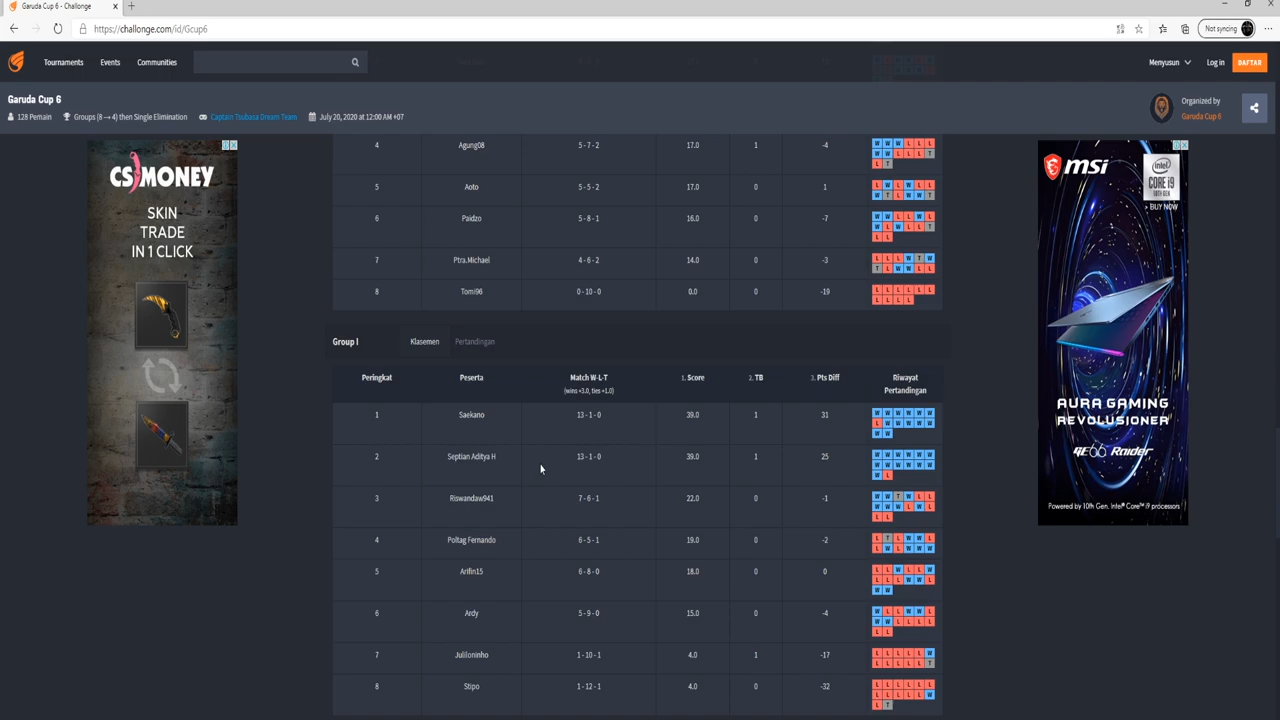 Garuda Cup 6 - Challonge
https://challonge.com/id/Gcup6
Not syncing
Tournaments Events Communities
Menyusun Log in DAFTAR
Garuda Cup 6
128 Pemain Groups (8 → 4) then Single Elimination Captain Tsubasa Dream Team July 20, 2020 at 12:00 AM +07
Organized by
Garuda Cup 6
4 Agung08 5 - 7 - 2 17.0 1 -4
W W W L L L
W W L L L T
L T
5 Aoto 5 - 5 - 2 17.0 0 1
L W L W L L
W T L W W T
6 Paidzo 5 - 8 - 1 16.0 0 -7
W W L L W L
W L W L L T
L L
7 Ptra.Michael 4 - 6 - 2 14.0 0 -3
L L L W T W
T L W W L L
8 Tomi96 0 - 10 - 0 0.0 0 -19
L L L L L L
L L L L
Group I Klasemen Pertandingan
Peringkat Peserta Match W-L-T 1. Score 2. TB 3. Pts Diff Riwayat
(wins +3.0, ties +1.0) Pertandingan
1 Saekano 13 - 1 - 0 39.0 1 31
W W W W W W
L W W W W W
W W
2 Septian Aditya H 13 - 1 - 0 39.0 1 25
W W W W W W
W W W W W W
W L
3 Riswandaw941 7 - 6 - 1 22.0 0 -1
W W T W L L
W W W L W L
L L
4 Poltag Fernando 6 - 5 - 1 19.0 0 -2
L T L W W L
L W L W W W
5 Arifin15 6 - 8 - 0 18.0 0 0
L L W L L W
L L L W W L
W W
6 Ardy 5 - 9 - 0 15.0 0 -4
W L L W W L
W W L L L L
L L
7 Juliloninho 1 - 10 - 1 4.0 1 -17
L L L L L W
L L L L L T
8 Stipo 1 - 12 - 1 4.0 0 -32
L L L L L L
L L L L L W
L T
CS MONEY
SKIN
TRADE
IN 1 CLICK
msi
intel
CORE i9
10TH GEN
> BUY NOW
AURA GAMING
REVOLUSIONER
GE66 Raider
Powered by 10th Gen. Intel® Core™ i9 processors